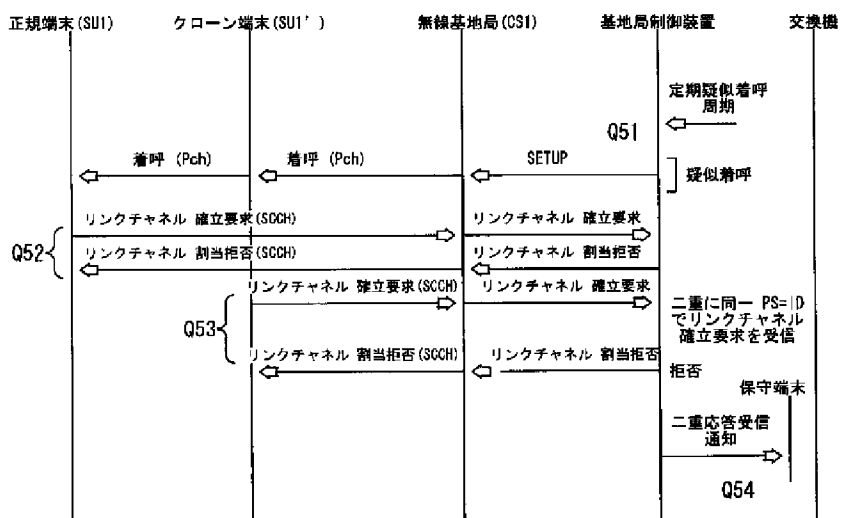 正規端末(SU1) クローン端末(SU1') 無線基地局(CS1) 基地局制御装置 交換機
定期疑似着呼
周期
Q51
着呼 (Pch) 着呼 (Pch) SETUP
疑似着呼
リンクチャネル 確立要求(SCCH) リンクチャネル 確立要求
Q52
リンクチャネル 割当拒否(SCCH) リンクチャネル 割当拒否
リンクチャネル 確立要求(SCCH) リンクチャネル 確立要求
二重に同一 PS=ID
でリンクチャネル
確立要求を受信
Q53
リンクチャネル 割当拒否(SCCH) リンクチャネル 割当拒否
拒否
保守端末
二重応答受信
通知
Q54